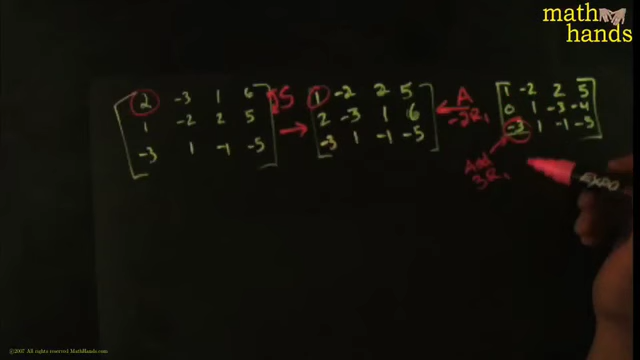 math
hands
2 -3 1 6
1 -2 2 5
-3 1 -1 -5
S
1 -2 2 5
2 -3 1 6
-3 1 -1 -5
A
-2R₁
1 -2 2 5
0 1 -3 -4
-3 1 -1 -5
Add
3R₁
EXPO
©2007 All rights reserved MathHands.com